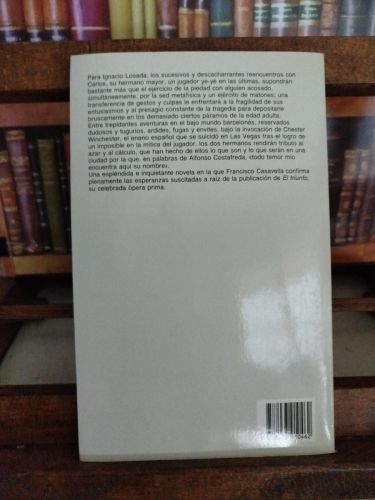 Para Ignacio Losada, los sucesivos y descacharrantes reencuentros con
Carlos, su hermano mayor, un jugador ye-yé en las últimas, supondrán
bastante más que el ejercicio de la piedad con alguien acosado,
simultáneamente, por la sed metafísica y un ejército de matones; una
transferencia de gestos y culpas le enfrentará a la fragilidad de sus
entusiasmos y al presagio constante de la tragedia para depositarle
bruscamente en los demasiado ciertos páramos de la edad adulta.
Entre trepidantes aventuras en el bajo mundo barcelonés, reservados
dudosos y tugurios, ardides, fugas y envites, bajo la invocación de Chester
Winchester, el enano español que se suicidó en Las Vegas tras el logro de
un imposible en la mítica del jugador, los dos hermanos rendirán tributo al
azar y al cálculo, que han hecho de ellos lo que son y lo que serán en una
ciudad por la que, en palabras de Alfonso Costafreda, «todo temor mío
encuentra aquí su nombre».
Una espléndida e inquietante novela en la que Francisco Casavella confirma
plenamente las esperanzas suscitadas a raíz de la publicación de El triunfo,
su celebrada ópera prima.